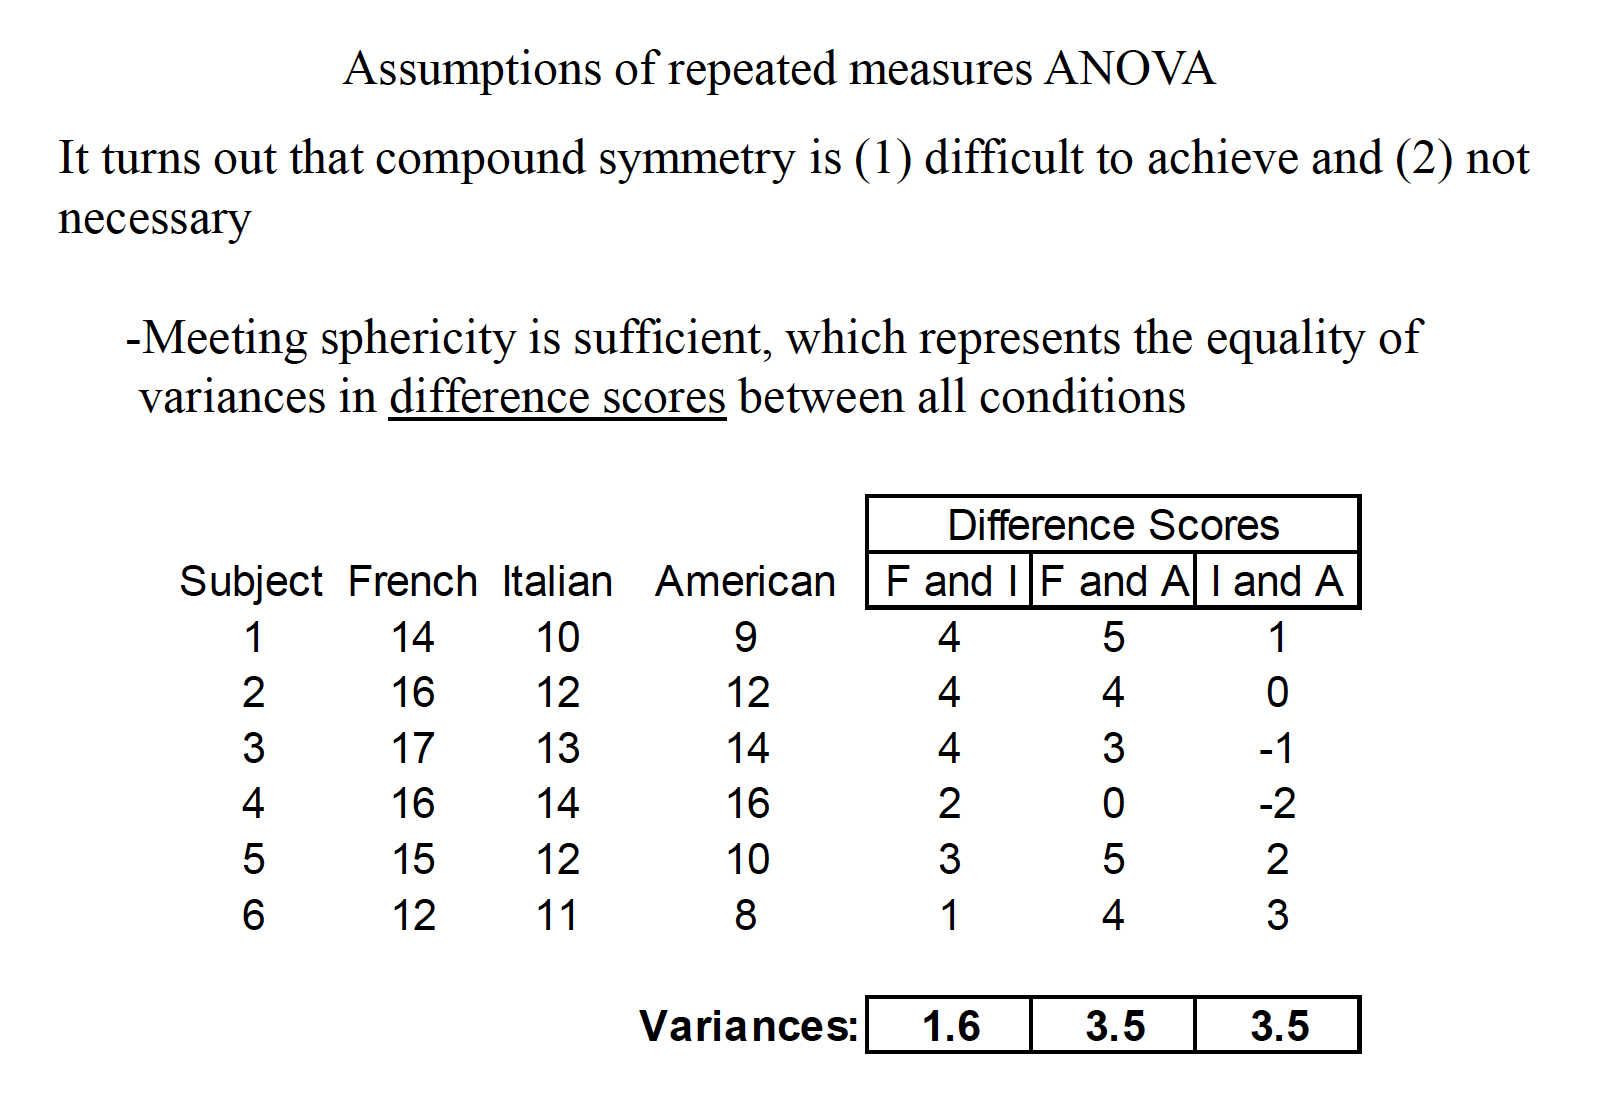 Assumptions of repeated measures ANOVA
It turns out that compound symmetry is (1) difficult to achieve and (2) not
necessary
-Meeting sphericity is sufficient, which represents the equality of
variances in difference scores between all conditions
Difference Scores
Subject French Italian American F and I F and A I and A
1 14 10 9 4 5 1
2 16 12 12 4 4 0
3 17 13 14 4 3 -1
4 16 14 16 2 0 -2
5 15 12 10 3 5 2
6 12 11 8 1 4 3
Variances: 1.6 3.5 3.5